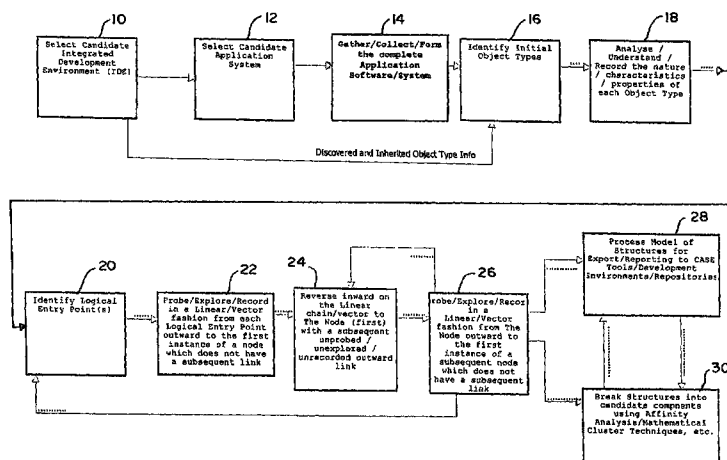 10
Select Candidate
Integrated
Development
Environment (IDE)
12
Select Candidate
Application
System
14
Gather/Collect/Form
the complete
Application
Software/System
16
Identify Initial
Object Types
18
Analyse /
Understand /
Record the nature
/ characteristics
/ properties of
each Object Type
Discovered and Inherited Object Type Info
20
Identify Logical
Entry Point(s)
22
Probe/Explore/Record
in a Linear/Vector
fashion from each
Logical Entry Point
outward to the first
instance of a node
which does not have
a subsequent link
24
Reverse inward on
the Linear
chain/vector to
The Node (first)
with a subsequent
unprobed /
unexplored /
unrecorded outward
link
26
robe/Explore/Recor
in a
Linear/Vector
fashion from The
Node outward to
the first
instance of a
subsequent node
which does not
have a subsequent
link
28
Process Model of
Structures for
Export/Reporting to CASE
Tools/Development
Environments/Repositories
30
Break Structures into
candidate compnents
using Affinity
Analysis/Mathematical
Cluster Techniques, etc.